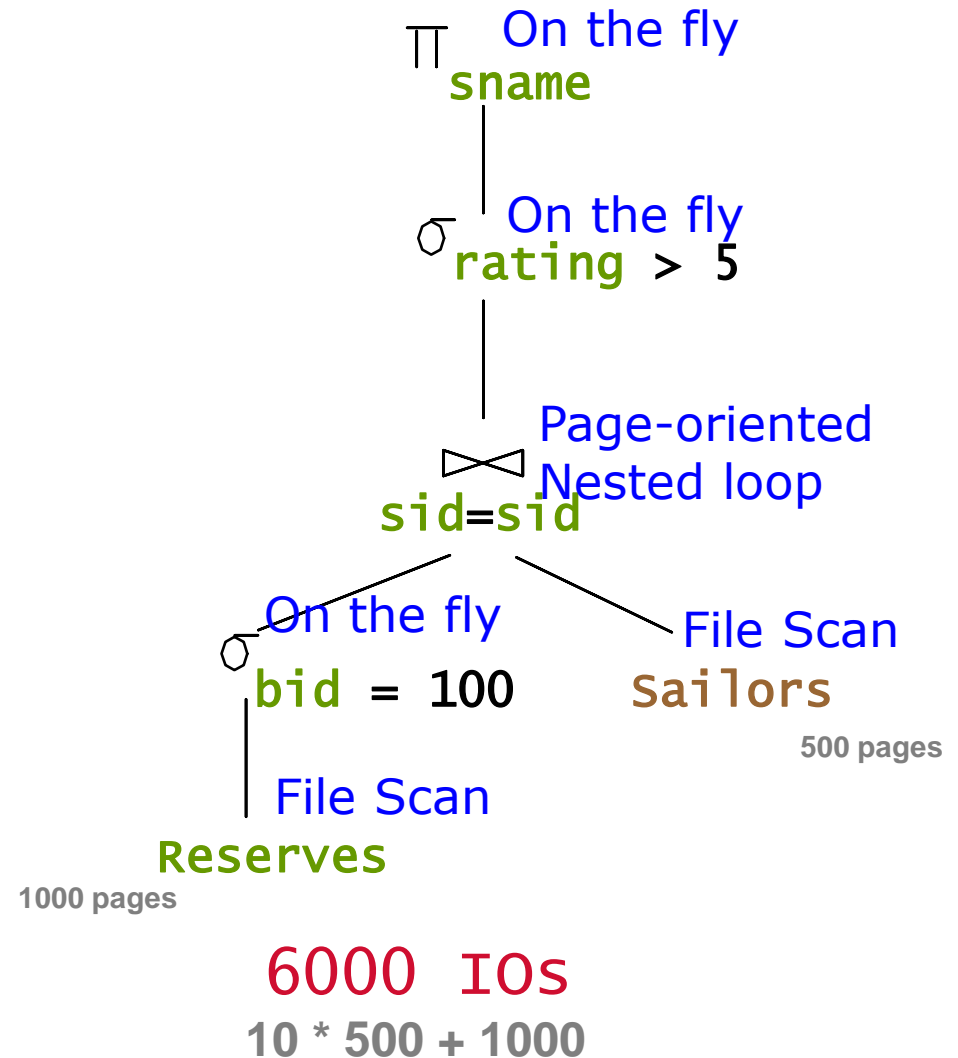 ∏ On the fly
sname
σ On the fly
rating > 5
Page-oriented
⋈ Nested loop
sid=sid
On the fly
File Scan
σ bid = 100
Sailors
500 pages
File Scan
Reserves
1000 pages
6000 IOs
10 * 500 + 1000